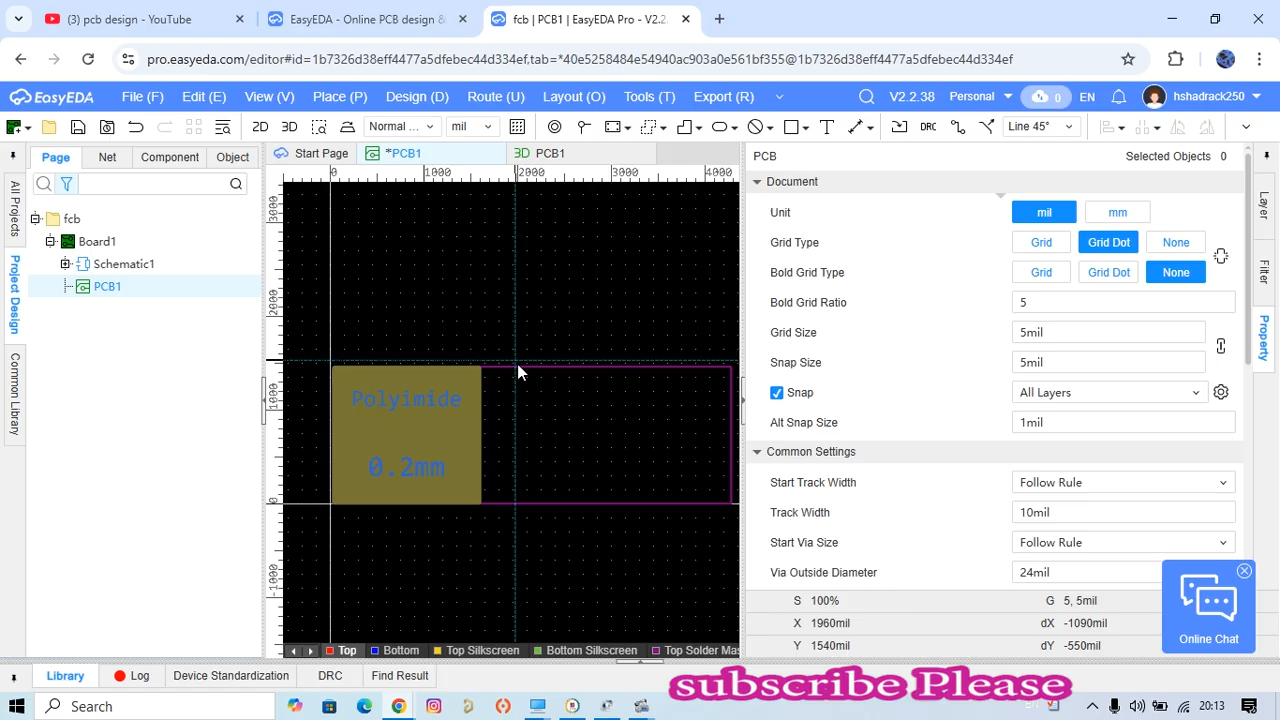 (3) pcb design - YouTube
EasyEDA - Online PCB design &
fcb | PCB1 | EasyEDA Pro - V2.2.
pro.easyeda.com/editor#id=1b7326d38eff4477a5dfebec44d3334ef,tab=*40e5258484e54940ac903a0e561bf355@1b7326d38eff4477a5dfebec44d334ef
EasyEDA
File (F)
Edit (E)
View (V)
Place (P)
Design (D)
Route (U)
Layout (O)
Tools (T)
Export (R)
V2.2.38
Personal
0
EN
hshadrack250
2D
3D
Normal ...
mil
DRC
Line 45°
Page
Net
Component
Object
Start Page
*PCB1
3D
PCB1
PCB
Selected Objects 0
All Projects
Project Design
Common Library
fcb
Board1
Schematic1
PCB1
0
1000
2000
3000
4000
3000
2000
1000
0
-1000
Polyimide
0.2mm
Document
Unit
mil
mm
Grid Type
Grid
Grid Dot
None
Bold Grid Type
Grid
Grid Dot
None
Bold Grid Ratio
5
Grid Size
5mil
Snap Size
5mil
Snap
All Layers
Alt Snap Size
1mil
Common Settings
Start Track Width
Follow Rule
Track Width
10mil
Start Via Size
Follow Rule
Via Outside Diameter
24mil
S 100%
G 5, 5mil
X 1960mil
dX -1090mil
Y 1540mil
dY -550mil
Layer
Filter
Property
Online Chat
Top
Bottom
Top Silkscreen
Bottom Silkscreen
Top Solder Mas
Library
Log
Device Standardization
DRC
Find Result
subscribe Please
Search
20:13